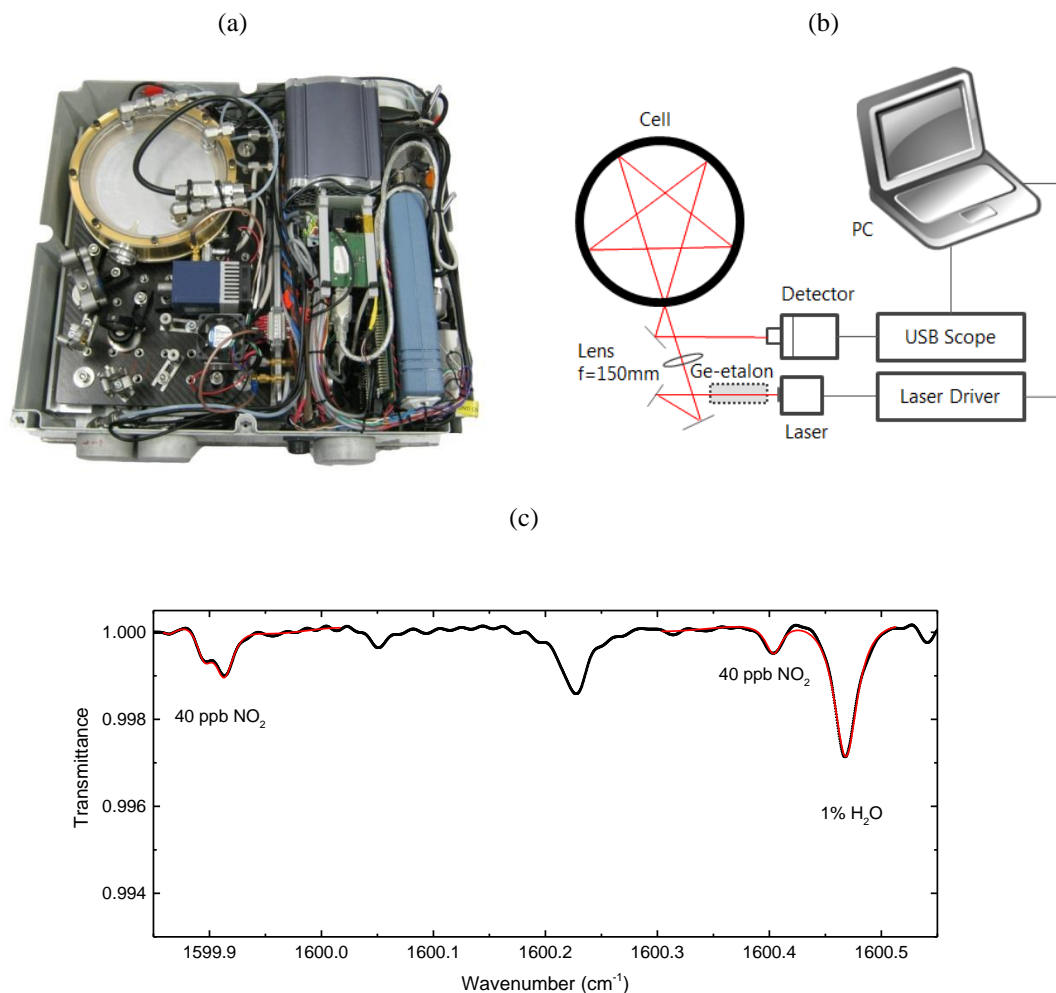 (a)
(b)
Cell
PC
Detector
USB Scope
Lens
f=150mm
Ge-etalon
Laser
Laser Driver
(c)
1.000
0.998
0.996
0.994
Transmittance
40 ppb NO₂
40 ppb NO₂
1% H₂O
1599.9
1600.0
1600.1
1600.2
1600.3
1600.4
1600.5
Wavenumber (cm⁻¹)